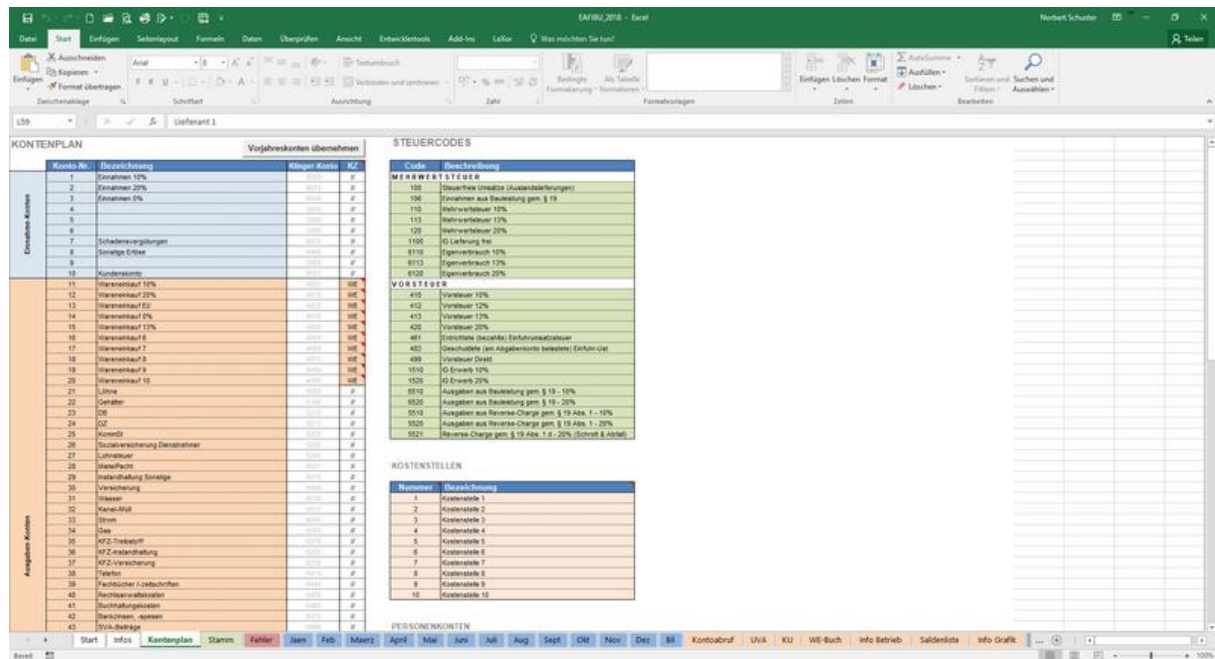 EAFIBU_2018 - Excel
Norbert Schuster
Datei Start Einfügen Seitenlayout Formeln Daten Überprüfen Ansicht Entwicklertools Add-Ins LeXor Was möchten Sie tun? Teilen
Einfügen
Ausschneiden
Kopieren
Format übertragen
Zwischenablage
Arial 8
F K U
Schriftart
Textumbruch
Verbinden und zentrieren
Ausrichtung
Zahl
Bedingte Formatierung
Als Tabelle formatieren
Formatvorlagen
Einfügen Löschen Format
Zellen
AutoSumme
Ausfüllen
Löschen
Sortieren und Filtern
Suchen und Auswählen
Bearbeiten
L59 fx Lieferant 1
KONTENPLAN
Vorjahreskonten übernehmen
Konto-Nr. Bezeichnung Klinger.Konto KZ
Einnahme-Konten
1 Einnahmen 10% #
2 Einnahmen 20% #
3 Einnahmen 0% #
4 #
5 #
6 #
7 Schadensvergütungen #
8 Sonstige Erlöse #
9 #
10 Kundenskonto #
Ausgaben-Konten
11 Wareneinkauf 10% WE
12 Wareneinkauf 20% WE
13 Wareneinkauf EU WE
14 Wareneinkauf 0% WE
15 Wareneinkauf 13% WE
16 Wareneinkauf 6 WE
17 Wareneinkauf 7 WE
18 Wareneinkauf 8 WE
19 Wareneinkauf 9 WE
20 Wareneinkauf 10 WE
21 Löhne #
22 Gehälter #
23 DB #
24 DZ #
25 KommSt #
26 Sozialversicherung Dienstnehmer #
27 Lohnsteuer #
28 Miete/Pacht #
29 Instandhaltung Sonstige #
30 Versicherung #
31 Wasser #
32 Kanal-/Müll #
33 Strom #
34 Gas #
35 KFZ-Treibstoff #
36 KFZ-Instandhaltung #
37 KFZ-Versicherung #
38 Telefon #
39 Fachbücher /-zeitschriften #
40 Rechtsanwaltskosten #
41 Buchhaltungskosten #
42 Bankzinsen, -spesen #
43 SVA-Beiträge #
STEUERCODES
Code Beschreibung
MEHRWERTSTEUER
100 Steuerfreie Umsätze (Auslandslieferungen)
106 Einnahmen aus Bauleistung gem. § 19
110 Mehrwertsteuer 10%
113 Mehrwertsteuer 13%
120 Mehrwertsteuer 20%
1100 IG Lieferung frei
6110 Eigenverbrauch 10%
6113 Eigenverbrauch 13%
6120 Eigenverbrauch 20%
VORSTEUER
410 Vorsteuer 10%
412 Vorsteuer 12%
413 Vorsteuer 13%
420 Vorsteuer 20%
461 Entrichtete (bezahlte) Einfuhrumsatzsteuer
483 Geschuldete (am Abgabenkonto belastete) Einfuhr-Ust
499 Vorsteuer Direkt
1510 IG Erwerb 10%
1520 IG Erwerb 20%
6510 Ausgaben aus Bauleistung gem. § 19 - 10%
6520 Ausgaben aus Bauleistung gem. § 19 - 20%
5510 Ausgaben aus Reverse-Charge gem. § 19 Abs. 1 - 10%
5520 Ausgaben aus Reverse-Charge gem. § 19 Abs. 1 - 20%
5521 Reverse-Charge gem. § 19 Abs. 1 d - 20% (Schrott & Abfall)
KOSTENSTELLEN
Nummer Bezeichnung
1 Kostenstelle 1
2 Kostenstelle 2
3 Kostenstelle 3
4 Kostenstelle 4
5 Kostenstelle 5
6 Kostenstelle 6
7 Kostenstelle 7
8 Kostenstelle 8
9 Kostenstelle 9
10 Kostenstelle 10
PERSONENKONTEN
Start Infos Kontenplan Stamm Fehler Jaen Feb Maerz April Mai Juni Juli Aug Sept Okt Nov Dez Bil Kontoabruf UVA KU WE-Buch Info Betrieb Saldenliste Info Grafik ...
Bereit
100%